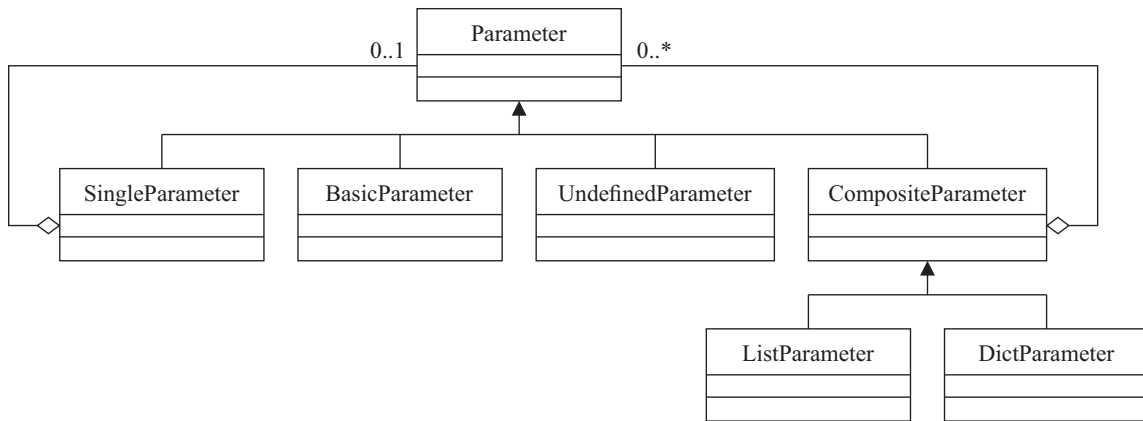 Parameter
0..1
0..*
SingleParameter
BasicParameter
UndefinedParameter
CompositeParameter
ListParameter
DictParameter